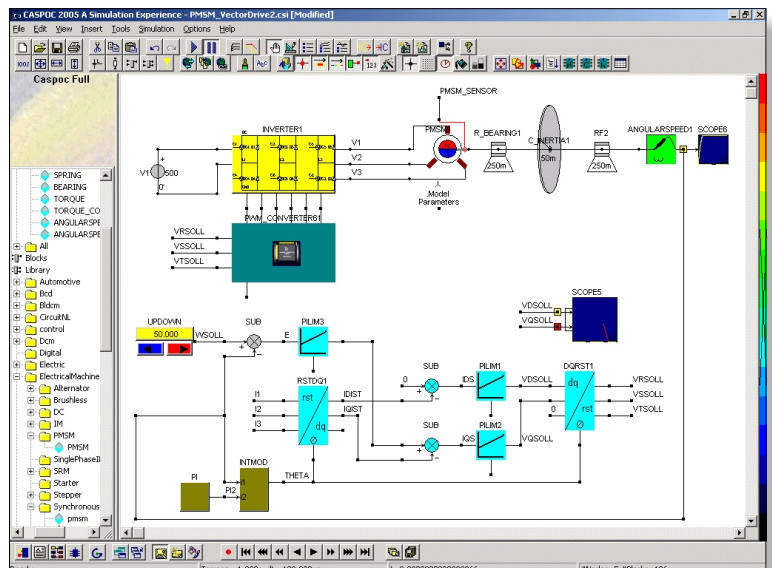 CASPOC 2005 A Simulation Experience - PMSM_VectorDrive2.csi [Modified]
File Edit View Insert Tools Simulation Options Help
Caspoc Full
SPRING
BEARING
TORQUE
TORQUE_CO
ANGULARSPE
ANGULARSPE
All
Blocks
Library
Automotive
Bcd
Bldcm
CircuitNL
control
Dcm
Digital
Electric
ElectricalMachine
Alternator
Brushless
DC
IM
PMSM
PMSM
SinglePhaseI
SRM
Starter
Stepper
Synchronous
pmsm
PMSM_SENSOR
INVERTER1
V1
V2
V3
PMSM
R_BEARING1
250m
C_INERTIA1
50m
RF2
250m
ANGULARSPEED1
ω
SCOPE6
V1
+
500
0
Model
Parameters
PWM_CONVERTER61
VRSOLL
VSSOLL
VTSOLL
SCOPE5
VDSOLL
VQSOLL
UPDOWN
50.000
WSOLL
SUB
E
PILIM3
RSTDQ1
I1
I2
I3
rst
dq
Ø
IDIST
IQIST
0
SUB
IDS
PILIM1
VDSOLL
SUB
IQS
PILIM2
VQSOLL
0
DQRST1
dq
rst
Ø
VRSOLL
VSSOLL
VTSOLL
PI
PI2
INTMOD
i1
i2
THETA